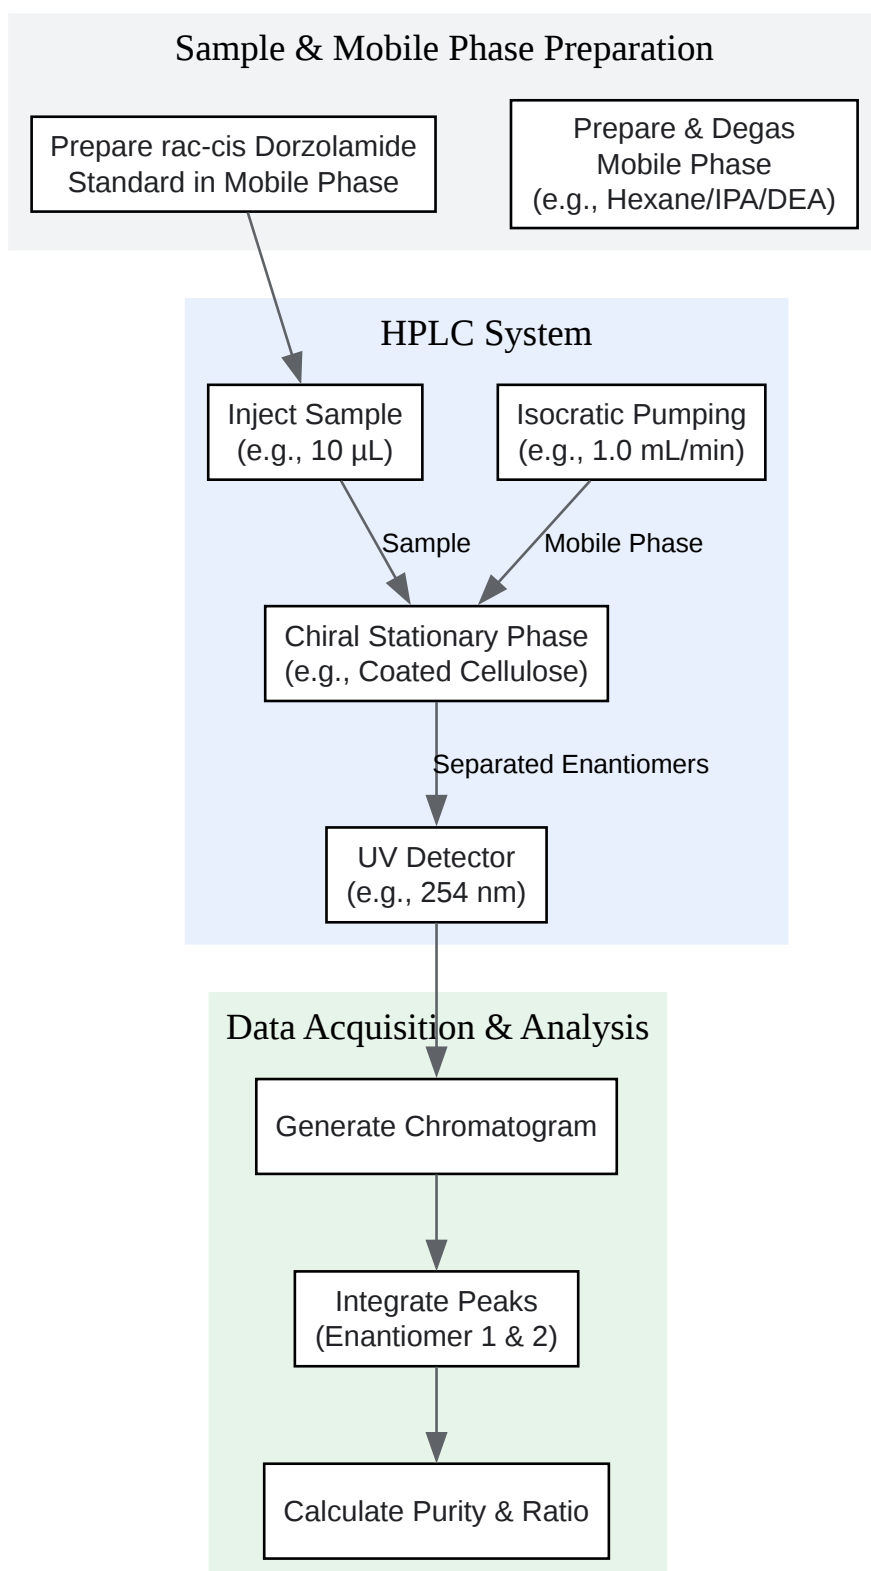 Sample & Mobile Phase Preparation
Prepare rac-cis Dorzolamide
Standard in Mobile Phase
Prepare & Degas
Mobile Phase
(e.g., Hexane/IPA/DEA)
HPLC System
Inject Sample
(e.g., 10 µL)
Isocratic Pumping
(e.g., 1.0 mL/min)
Sample
Mobile Phase
Chiral Stationary Phase
(e.g., Coated Cellulose)
Separated Enantiomers
UV Detector
(e.g., 254 nm)
Data Acquisition & Analysis
Generate Chromatogram
Integrate Peaks
(Enantiomer 1 & 2)
Calculate Purity & Ratio